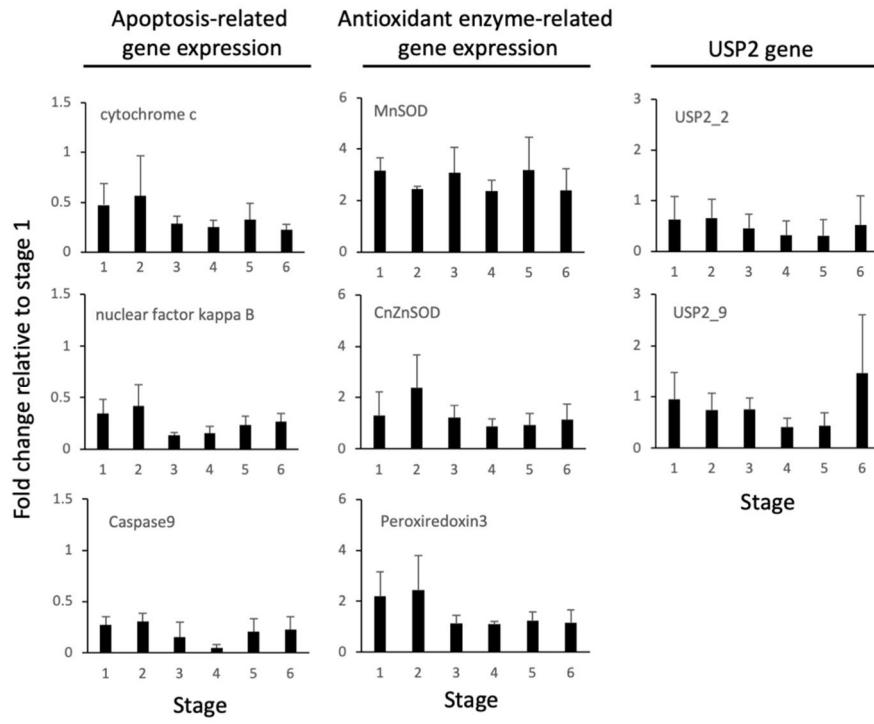 Apoptosis-related
gene expression
Antioxidant enzyme-related
gene expression
USP2 gene
Fold change relative to stage 1
cytochrome c
1.5
1
0.5
0
1 2 3 4 5 6
MnSOD
6
4
2
0
1 2 3 4 5 6
USP2_2
3
2
1
0
1 2 3 4 5 6
nuclear factor kappa B
1.5
1
0.5
0
1 2 3 4 5 6
CnZnSOD
6
4
2
0
1 2 3 4 5 6
USP2_9
3
2
1
0
1 2 3 4 5 6
Stage
Caspase9
1.5
1
0.5
0
1 2 3 4 5 6
Stage
Peroxiredoxin3
6
4
2
0
1 2 3 4 5 6
Stage